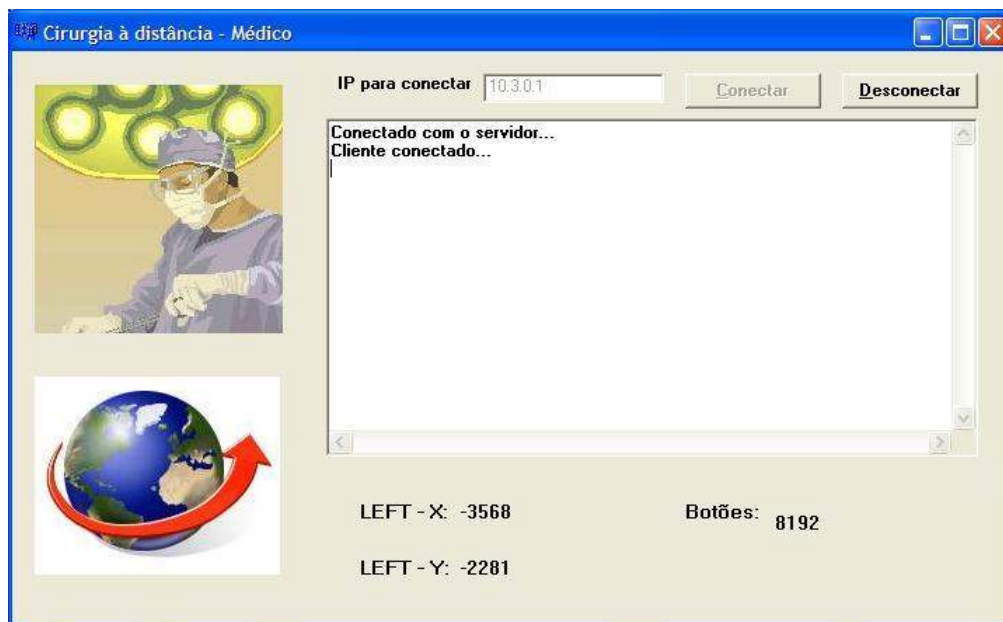 Cirurgia à distância - Médico
IP para conectar 10.3.0.1 Conectar Desconectar
Conectado com o servidor...
Cliente conectado...
LEFT - X: -3568 Botões: 8192
LEFT - Y: -2281